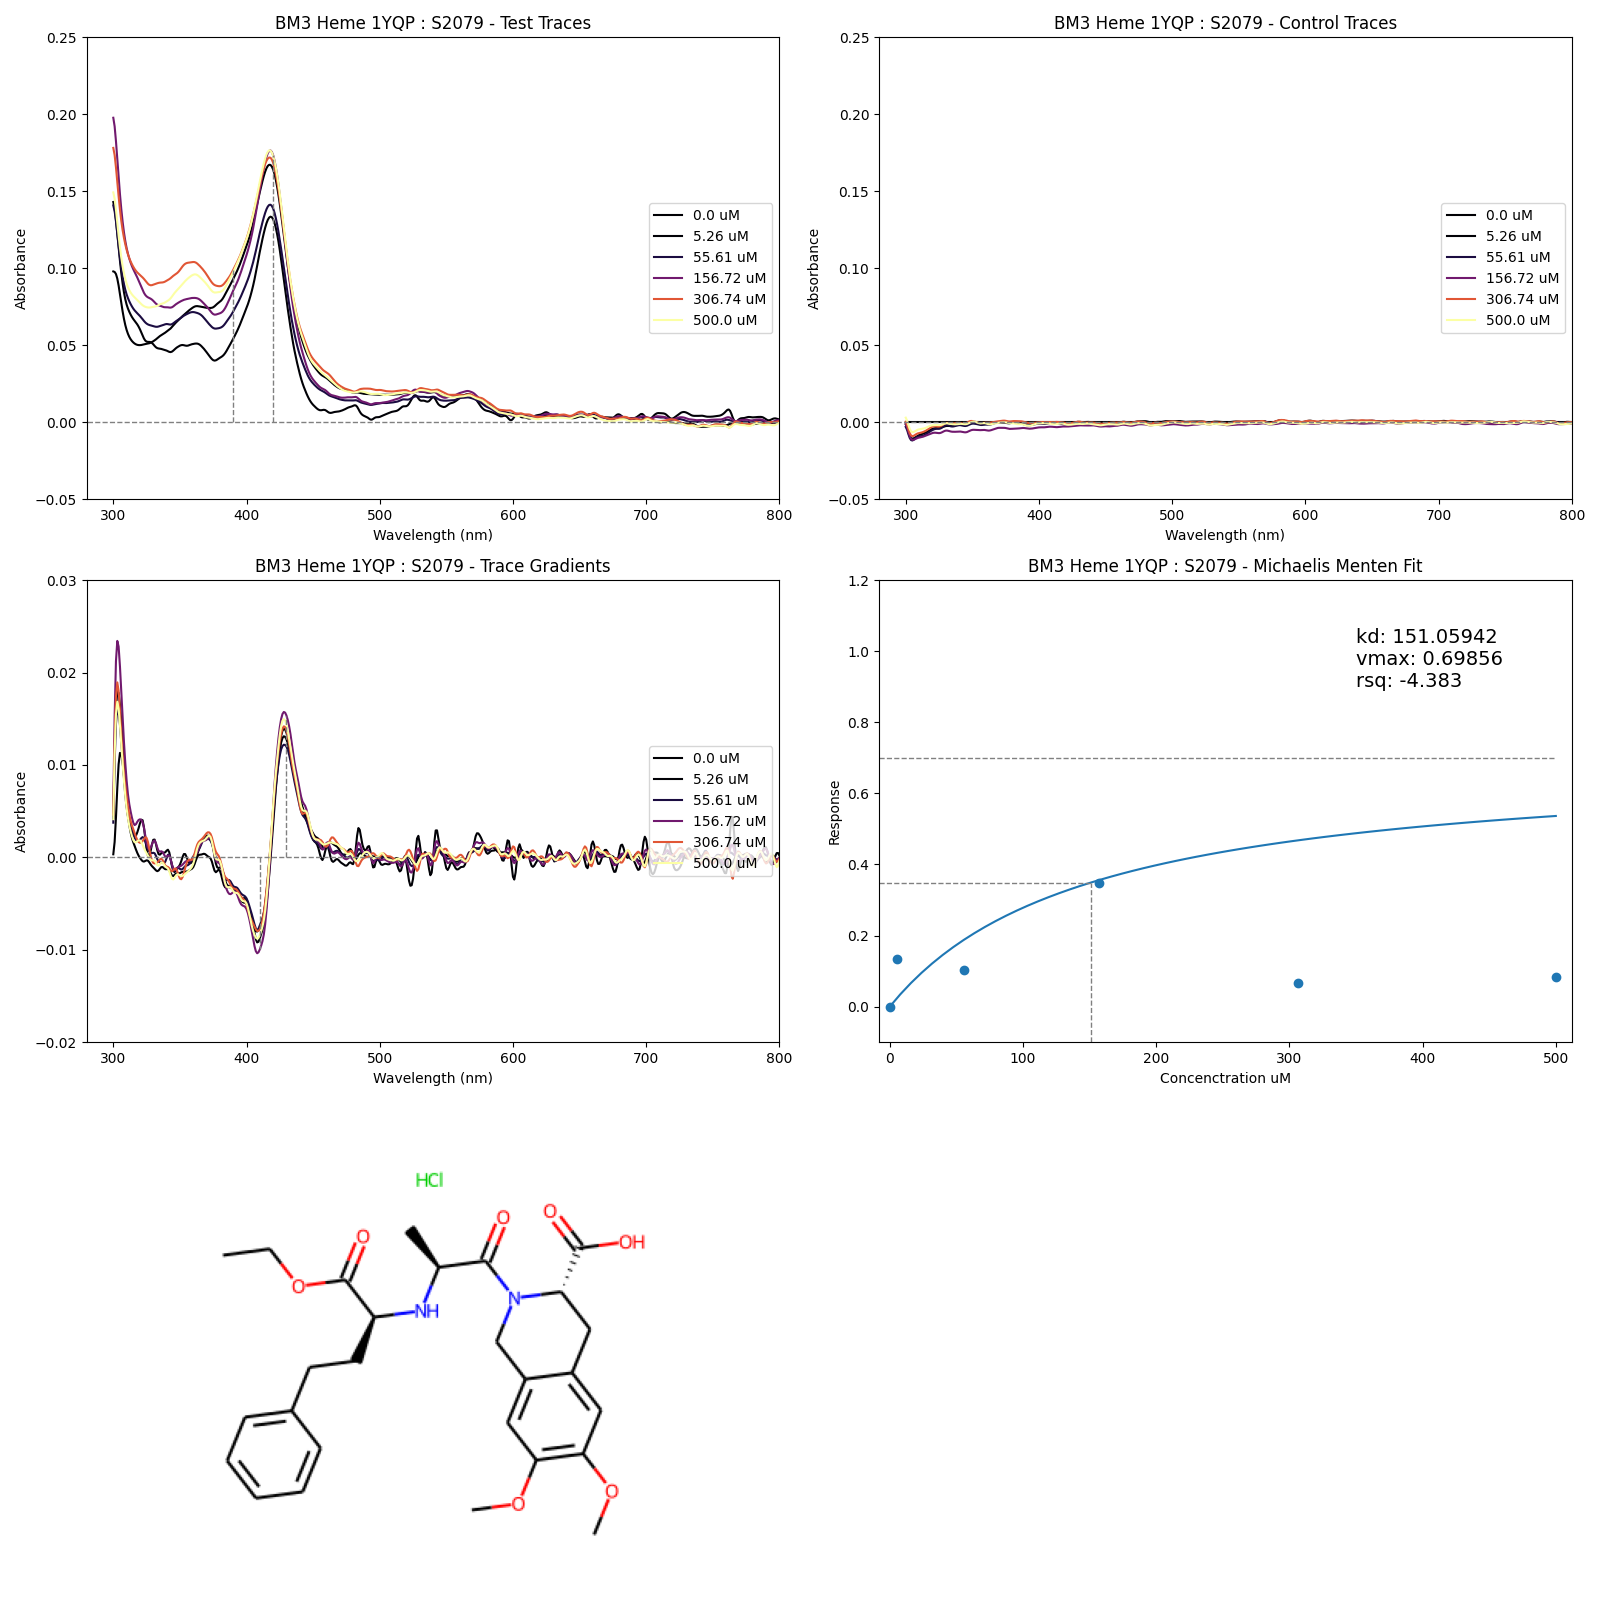 BM3 Heme 1YQP : S2079 - Test Traces
0.25
0.20
0.15
0.10
0.05
0.00
−0.05
Absorbance
300 400 500 600 700 800
Wavelength (nm)
0.0 uM
5.26 uM
55.61 uM
156.72 uM
306.74 uM
500.0 uM
BM3 Heme 1YQP : S2079 - Control Traces
0.25
0.20
0.15
0.10
0.05
0.00
−0.05
Absorbance
300 400 500 600 700 800
Wavelength (nm)
0.0 uM
5.26 uM
55.61 uM
156.72 uM
306.74 uM
500.0 uM
BM3 Heme 1YQP : S2079 - Trace Gradients
0.03
0.02
0.01
0.00
−0.01
−0.02
Absorbance
300 400 500 600 700 800
Wavelength (nm)
0.0 uM
5.26 uM
55.61 uM
156.72 uM
306.74 uM
500.0 uM
BM3 Heme 1YQP : S2079 - Michaelis Menten Fit
1.2
1.0
0.8
0.6
0.4
0.2
0.0
Response
kd: 151.05942
vmax: 0.69856
rsq: -4.383
0 100 200 300 400 500
Concenctration uM
HCl
O
O
O
O
OH
O
NH
N
O
O